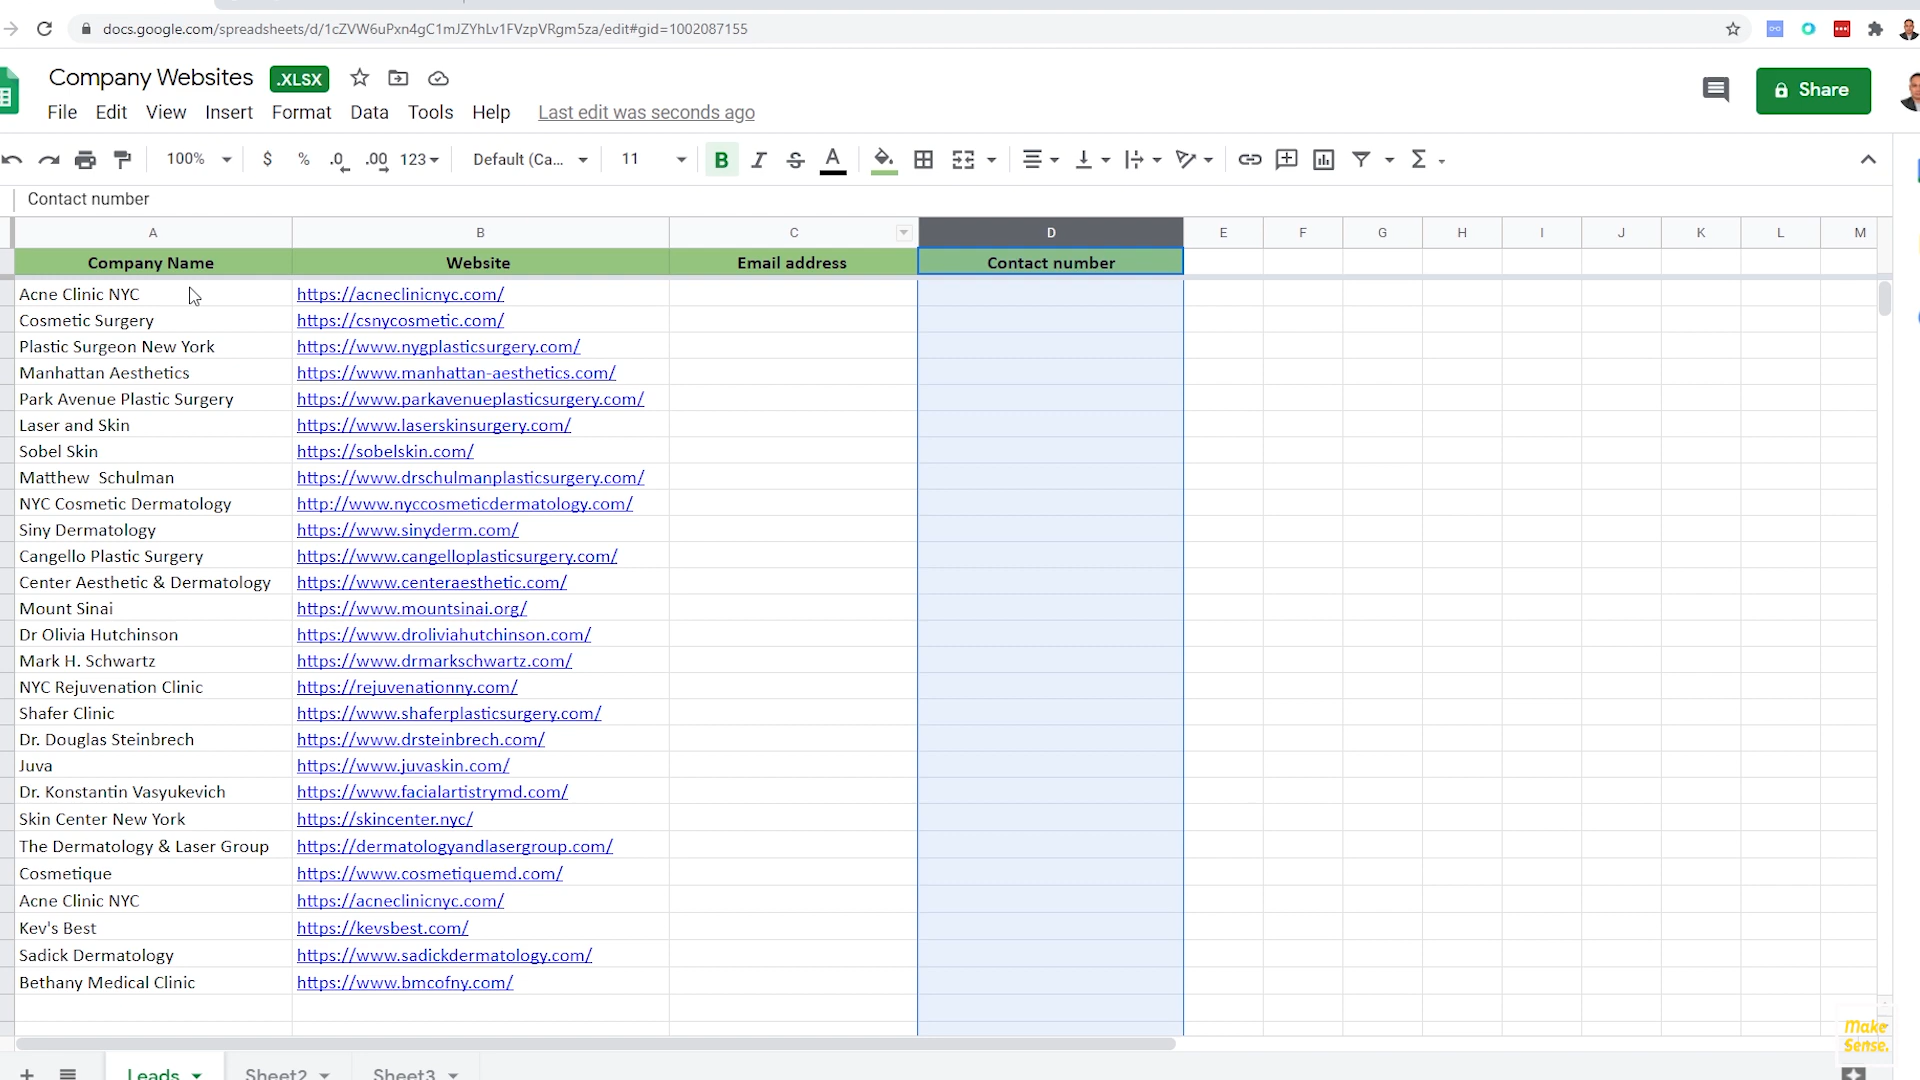 docs.google.com/spreadsheets/d/1cZVW6uPxn4gC1mJZYhLv1FVzpVRgm5za/edit#gid=1002087155
Company Websites .XLSX
Share
File Edit View Insert Format Data Tools Help Last edit was seconds ago
100% $ % .0 .00 123 Default (Ca... 11 B I S A Σ
Contact number
A B C D E F G H I J K L M
Company Name Website Email address Contact number
Acne Clinic NYC https://acneclinicnyc.com/
Cosmetic Surgery https://csnycosmetic.com/
Plastic Surgeon New York https://www.nygplasticsurgery.com/
Manhattan Aesthetics https://www.manhattan-aesthetics.com/
Park Avenue Plastic Surgery https://www.parkavenueplasticsurgery.com/
Laser and Skin https://www.laserskinsurgery.com/
Sobel Skin https://sobelskin.com/
Matthew  Schulman https://www.drschulmanplasticsurgery.com/
NYC Cosmetic Dermatology http://www.nyccosmeticdermatology.com/
Siny Dermatology https://www.sinyderm.com/
Cangello Plastic Surgery https://www.cangelloplasticsurgery.com/
Center Aesthetic & Dermatology https://www.centeraesthetic.com/
Mount Sinai https://www.mountsinai.org/
Dr Olivia Hutchinson https://www.droliviahutchinson.com/
Mark H. Schwartz https://www.drmarkschwartz.com/
NYC Rejuvenation Clinic https://rejuvenationny.com/
Shafer Clinic https://www.shaferplasticsurgery.com/
Dr. Douglas Steinbrech https://www.drsteinbrech.com/
Juva https://www.juvaskin.com/
Dr. Konstantin Vasyukevich https://www.facialartistrymd.com/
Skin Center New York https://skincenter.nyc/
The Dermatology & Laser Group https://dermatologyandlasergroup.com/
Cosmetique https://www.cosmetiquemd.com/
Acne Clinic NYC https://acneclinicnyc.com/
Kev's Best https://kevsbest.com/
Sadick Dermatology https://www.sadickdermatology.com/
Bethany Medical Clinic https://www.bmcofny.com/
Make
Sense.
Leads Sheet2 Sheet3